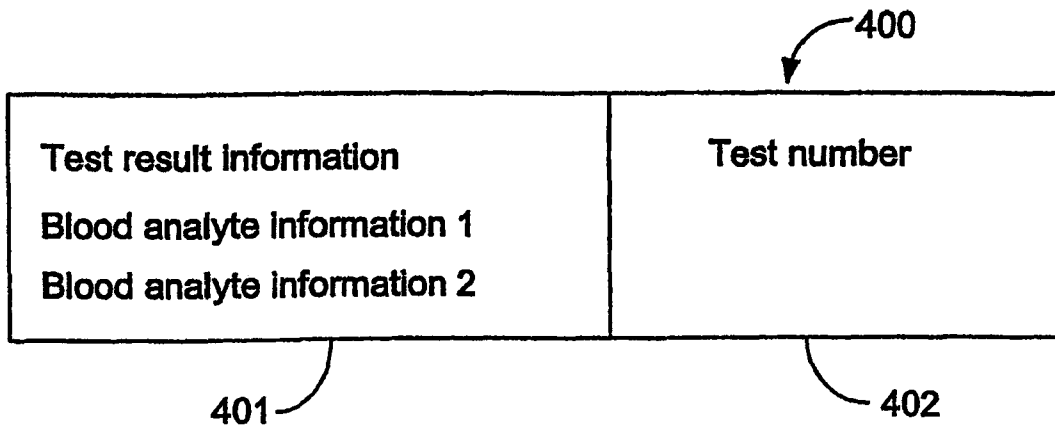 400
Test result information
Test number
Blood analyte information 1
Blood analyte information 2
401
402